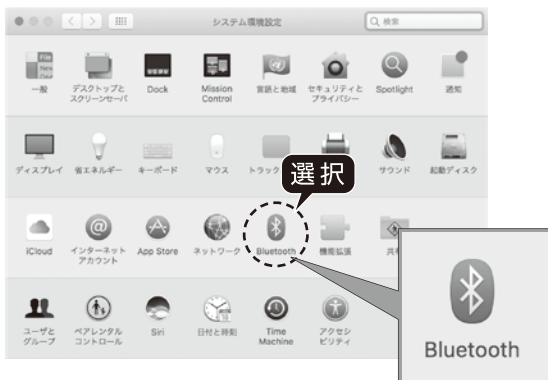 システム環境設定
検索
File
New
一般
デスクトップと
スクリーンセーバ
Dock
Mission
Control
言語と地域
セキュリティと
プライバシー
Spotlight
通知
ディスプレイ
省エネルギー
キーボード
マウス
トラック
サウンド
起動ディスク
選択
iCloud
インターネット
アカウント
App Store
ネットワーク
Bluetooth
機能拡張
共有
ユーザと
グループ
ペアレンタル
コントロール
Siri
日付と時刻
Time
Machine
アクセシ
ビリティ
Bluetooth